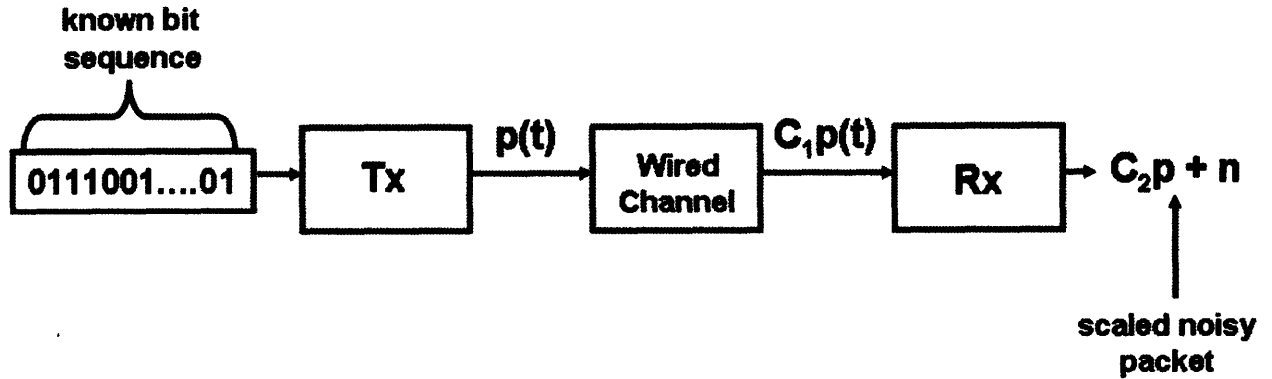 known bit
sequence
0111001....01
Tx
p(t)
Wired
Channel
C₁p(t)
Rx
C₂p + n
scaled noisy
packet